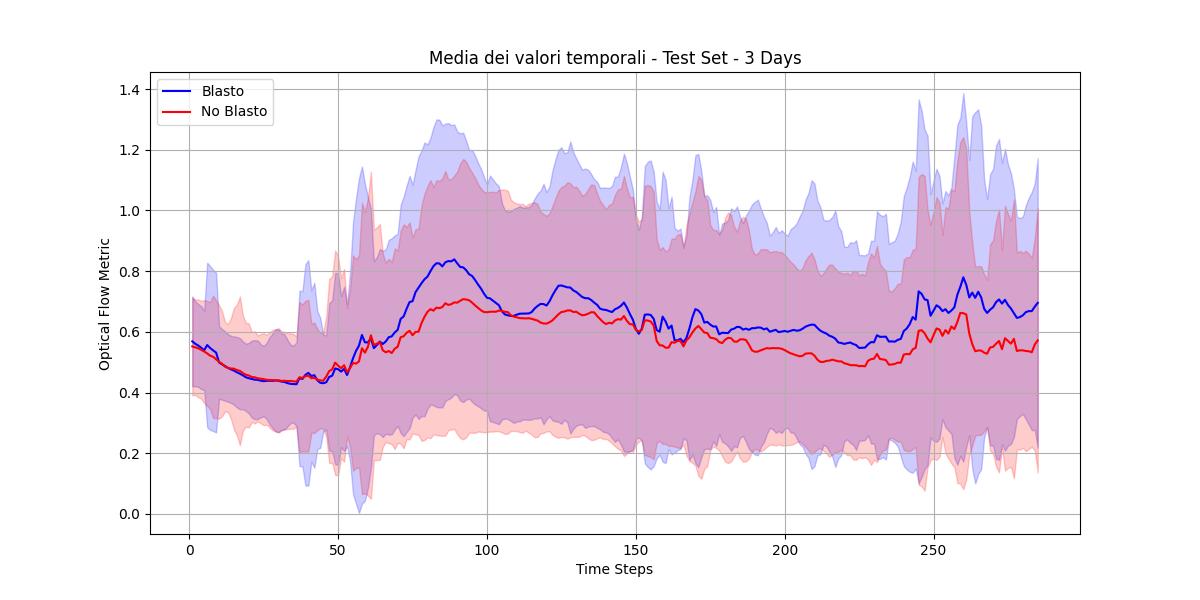 Media dei valori temporali - Test Set - 3 Days
Blasto
No Blasto
Optical Flow Metric
1.4
1.2
1.0
0.8
0.6
0.4
0.2
0.0
0 50 100 150 200 250
Time Steps